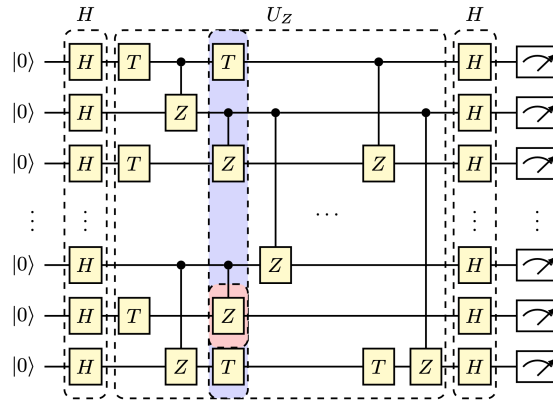 H U_Z H
|0⟩ H T T H
|0⟩ H Z H
|0⟩ H T Z Z H
⋮ ⋮ ⋯ ⋮ ⋮
|0⟩ H Z H
|0⟩ H T Z H
|0⟩ H Z T T Z H